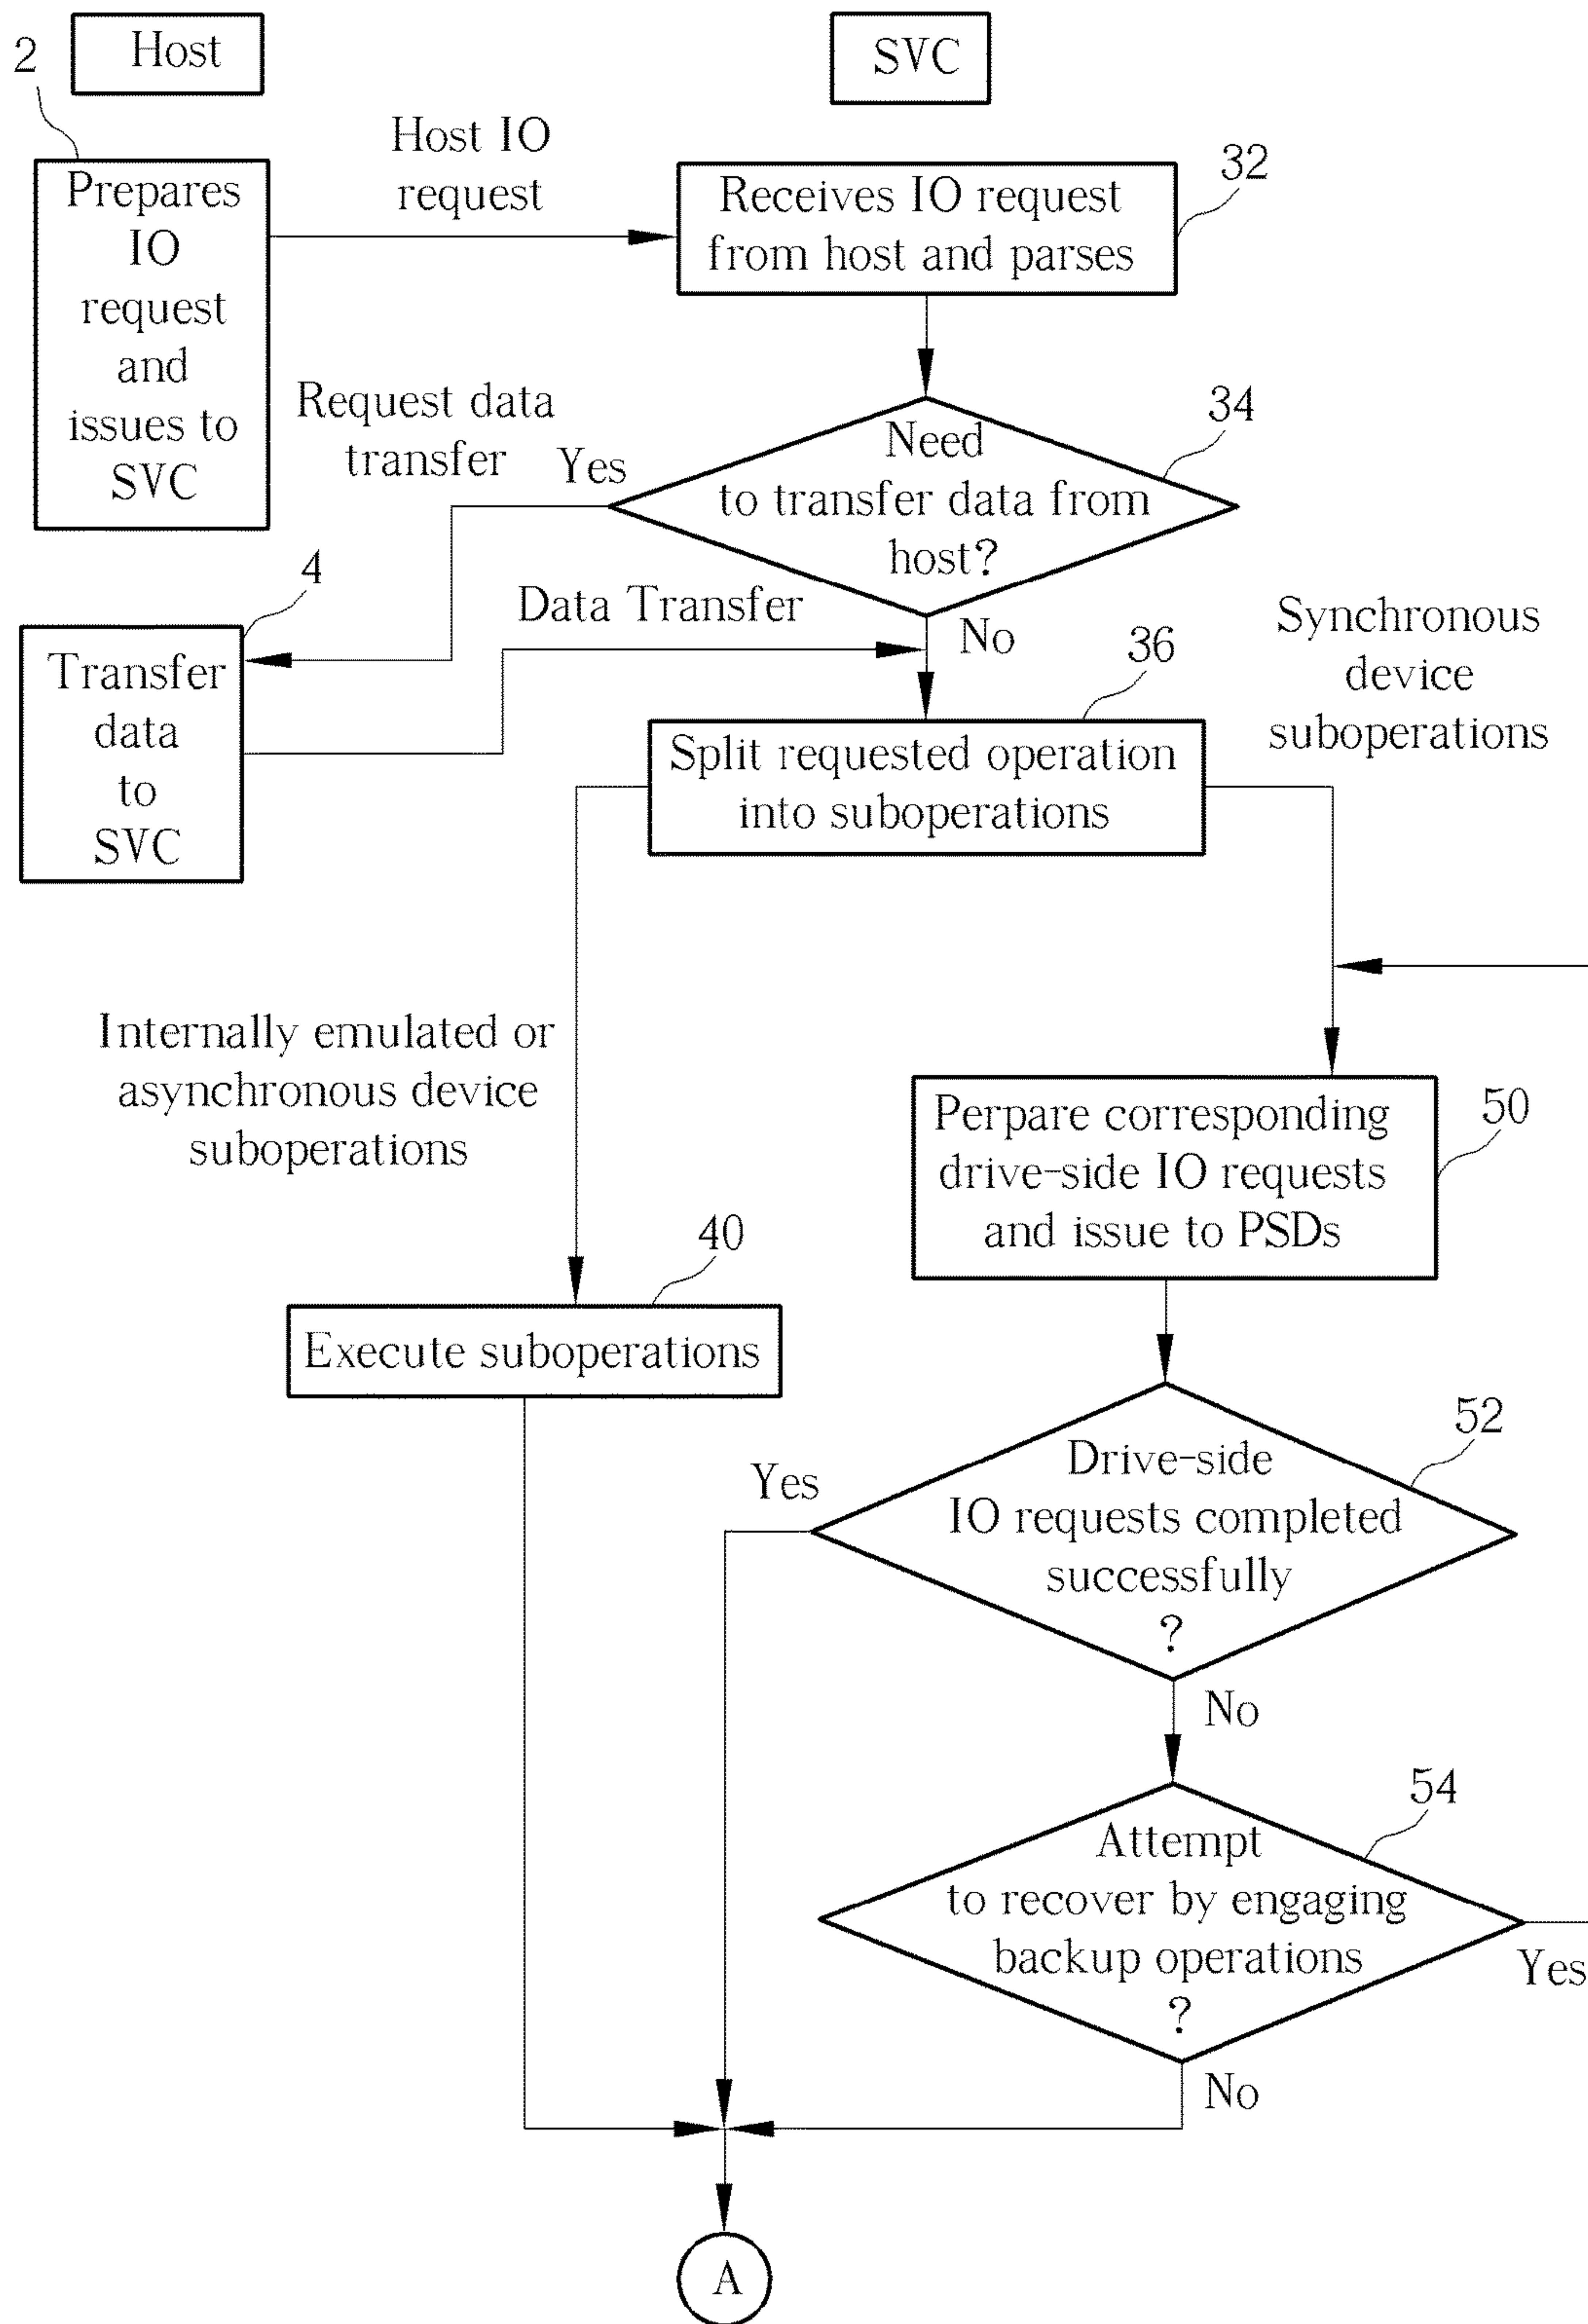 Host
SVC
2
Prepares
IO
request
and
issues to
SVC
Host IO
request
32
Receives IO request
from host and parses
34
Need
to transfer data from
host?
Yes
Request data
transfer
4
Transfer
data
to
SVC
Data Transfer
No
36
Split requested operation
into suboperations
Synchronous
device
suboperations
Internally emulated or
asynchronous device
suboperations
50
Perpare corresponding
drive-side IO requests
and issue to PSDs
40
Execute suboperations
52
Drive-side
IO requests completed
successfully
?
Yes
No
54
Attempt
to recover by engaging
backup operations
?
Yes
No
A